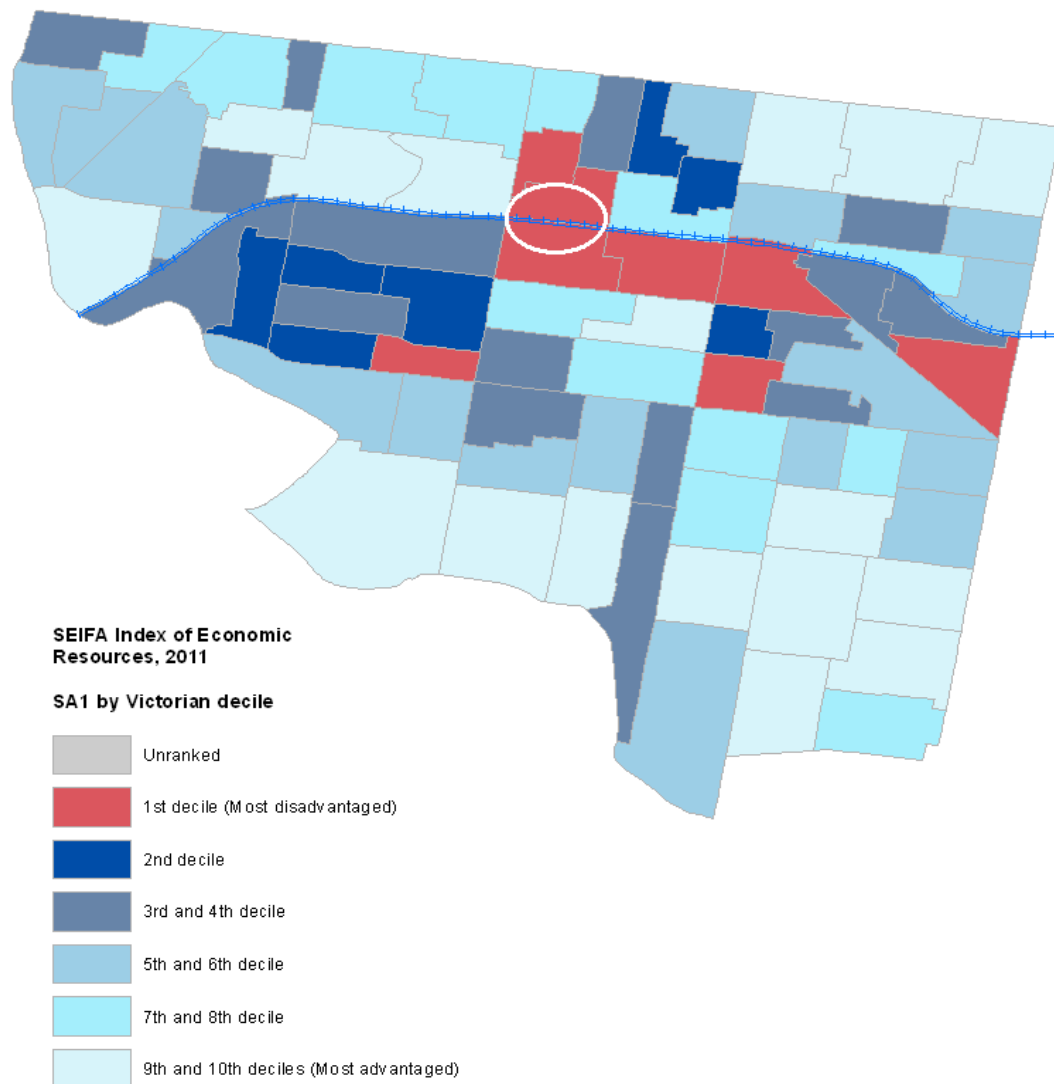 SEIFA Index of Economic
Resources, 2011
SA1 by Victorian decile
Unranked
1st decile (Most disadvantaged)
2nd decile
3rd and 4th decile
5th and 6th decile
7th and 8th decile
9th and 10th deciles (Most advantaged)